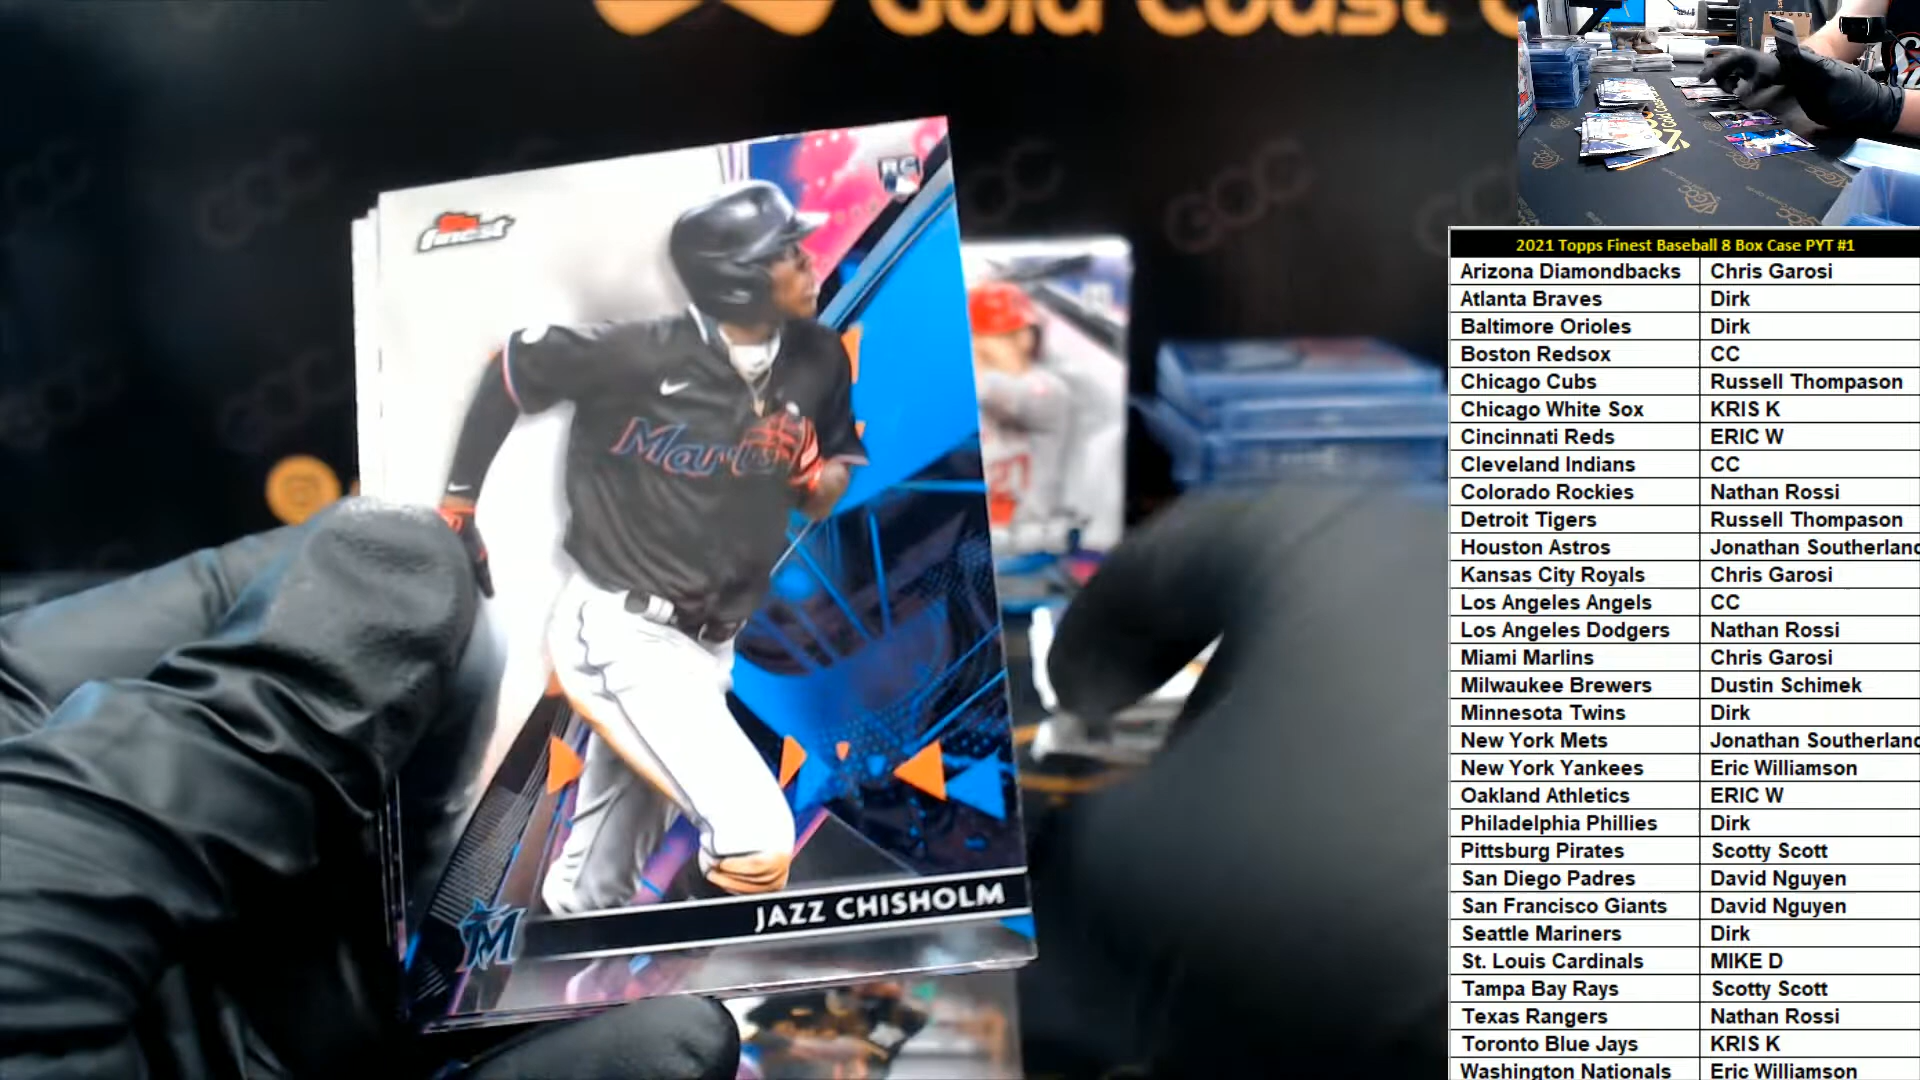 Gold Coast C
GCC
GCC
GCC
RC
finest
Marlins
27
JAZZ CHISHOLM
M
2021 Topps Finest Baseball 8 Box Case PYT #1
Arizona Diamondbacks Chris Garosi
Atlanta Braves Dirk
Baltimore Orioles Dirk
Boston Redsox CC
Chicago Cubs Russell Thompason
Chicago White Sox KRIS K
Cincinnati Reds ERIC W
Cleveland Indians CC
Colorado Rockies Nathan Rossi
Detroit Tigers Russell Thompason
Houston Astros Jonathan Southerland
Kansas City Royals Chris Garosi
Los Angeles Angels CC
Los Angeles Dodgers Nathan Rossi
Miami Marlins Chris Garosi
Milwaukee Brewers Dustin Schimek
Minnesota Twins Dirk
New York Mets Jonathan Southerland
New York Yankees Eric Williamson
Oakland Athletics ERIC W
Philadelphia Phillies Dirk
Pittsburg Pirates Scotty Scott
San Diego Padres David Nguyen
San Francisco Giants David Nguyen
Seattle Mariners Dirk
St. Louis Cardinals MIKE D
Tampa Bay Rays Scotty Scott
Texas Rangers Nathan Rossi
Toronto Blue Jays KRIS K
Washington Nationals Eric Williamson